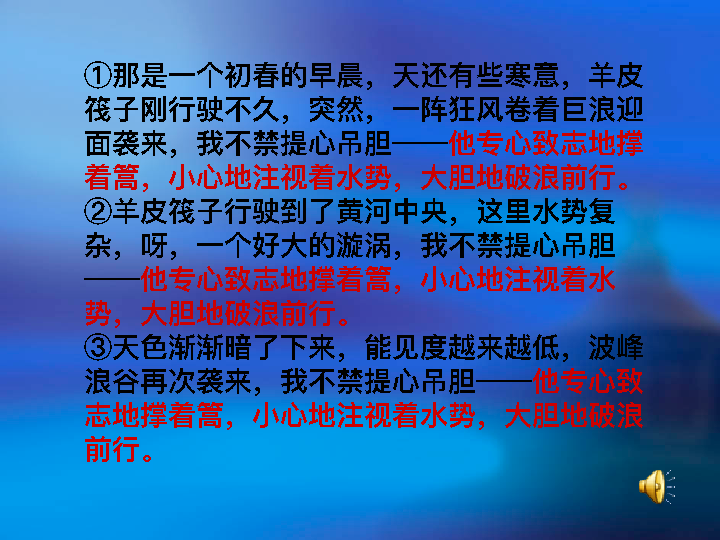 ①那是一个初春的早晨，天还有些寒意，羊皮
筏子刚行驶不久，突然，一阵狂风卷着巨浪迎
面袭来，我不禁提心吊胆——他专心致志地撑
着篙，小心地注视着水势，大胆地破浪前行。
②羊皮筏子行驶到了黄河中央，这里水势复
杂，呀，一个好大的漩涡，我不禁提心吊胆
——他专心致志地撑着篙，小心地注视着水
势，大胆地破浪前行。
③天色渐渐暗了下来，能见度越来越低，波峰
浪谷再次袭来，我不禁提心吊胆——他专心致
志地撑着篙，小心地注视着水势，大胆地破浪
前行。